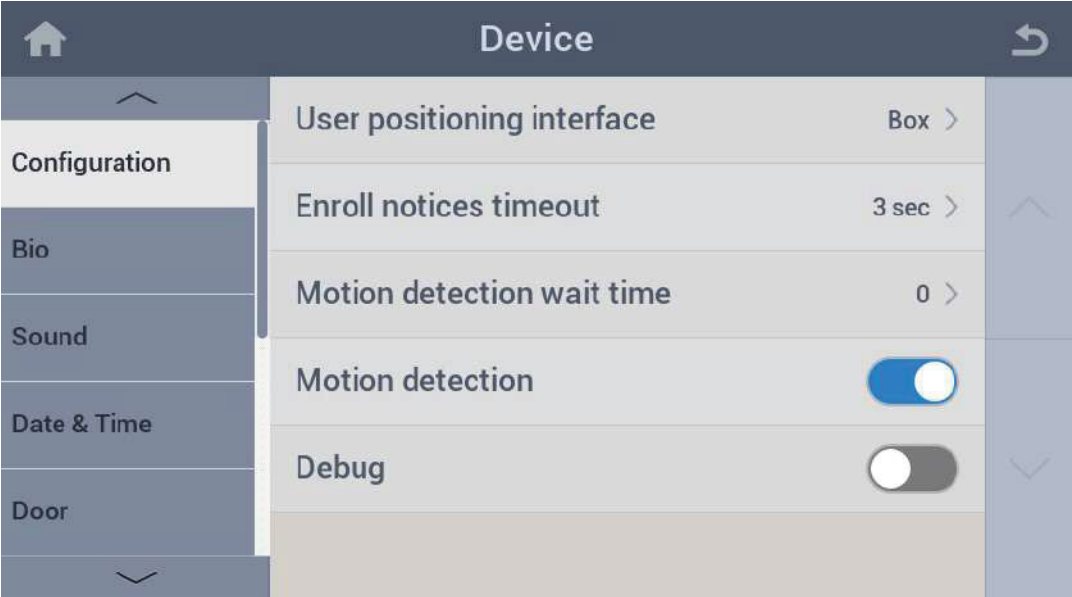 Device
Configuration
Bio
Sound
Date & Time
Door
User positioning interface Box
Enroll notices timeout 3 sec
Motion detection wait time 0
Motion detection
Debug